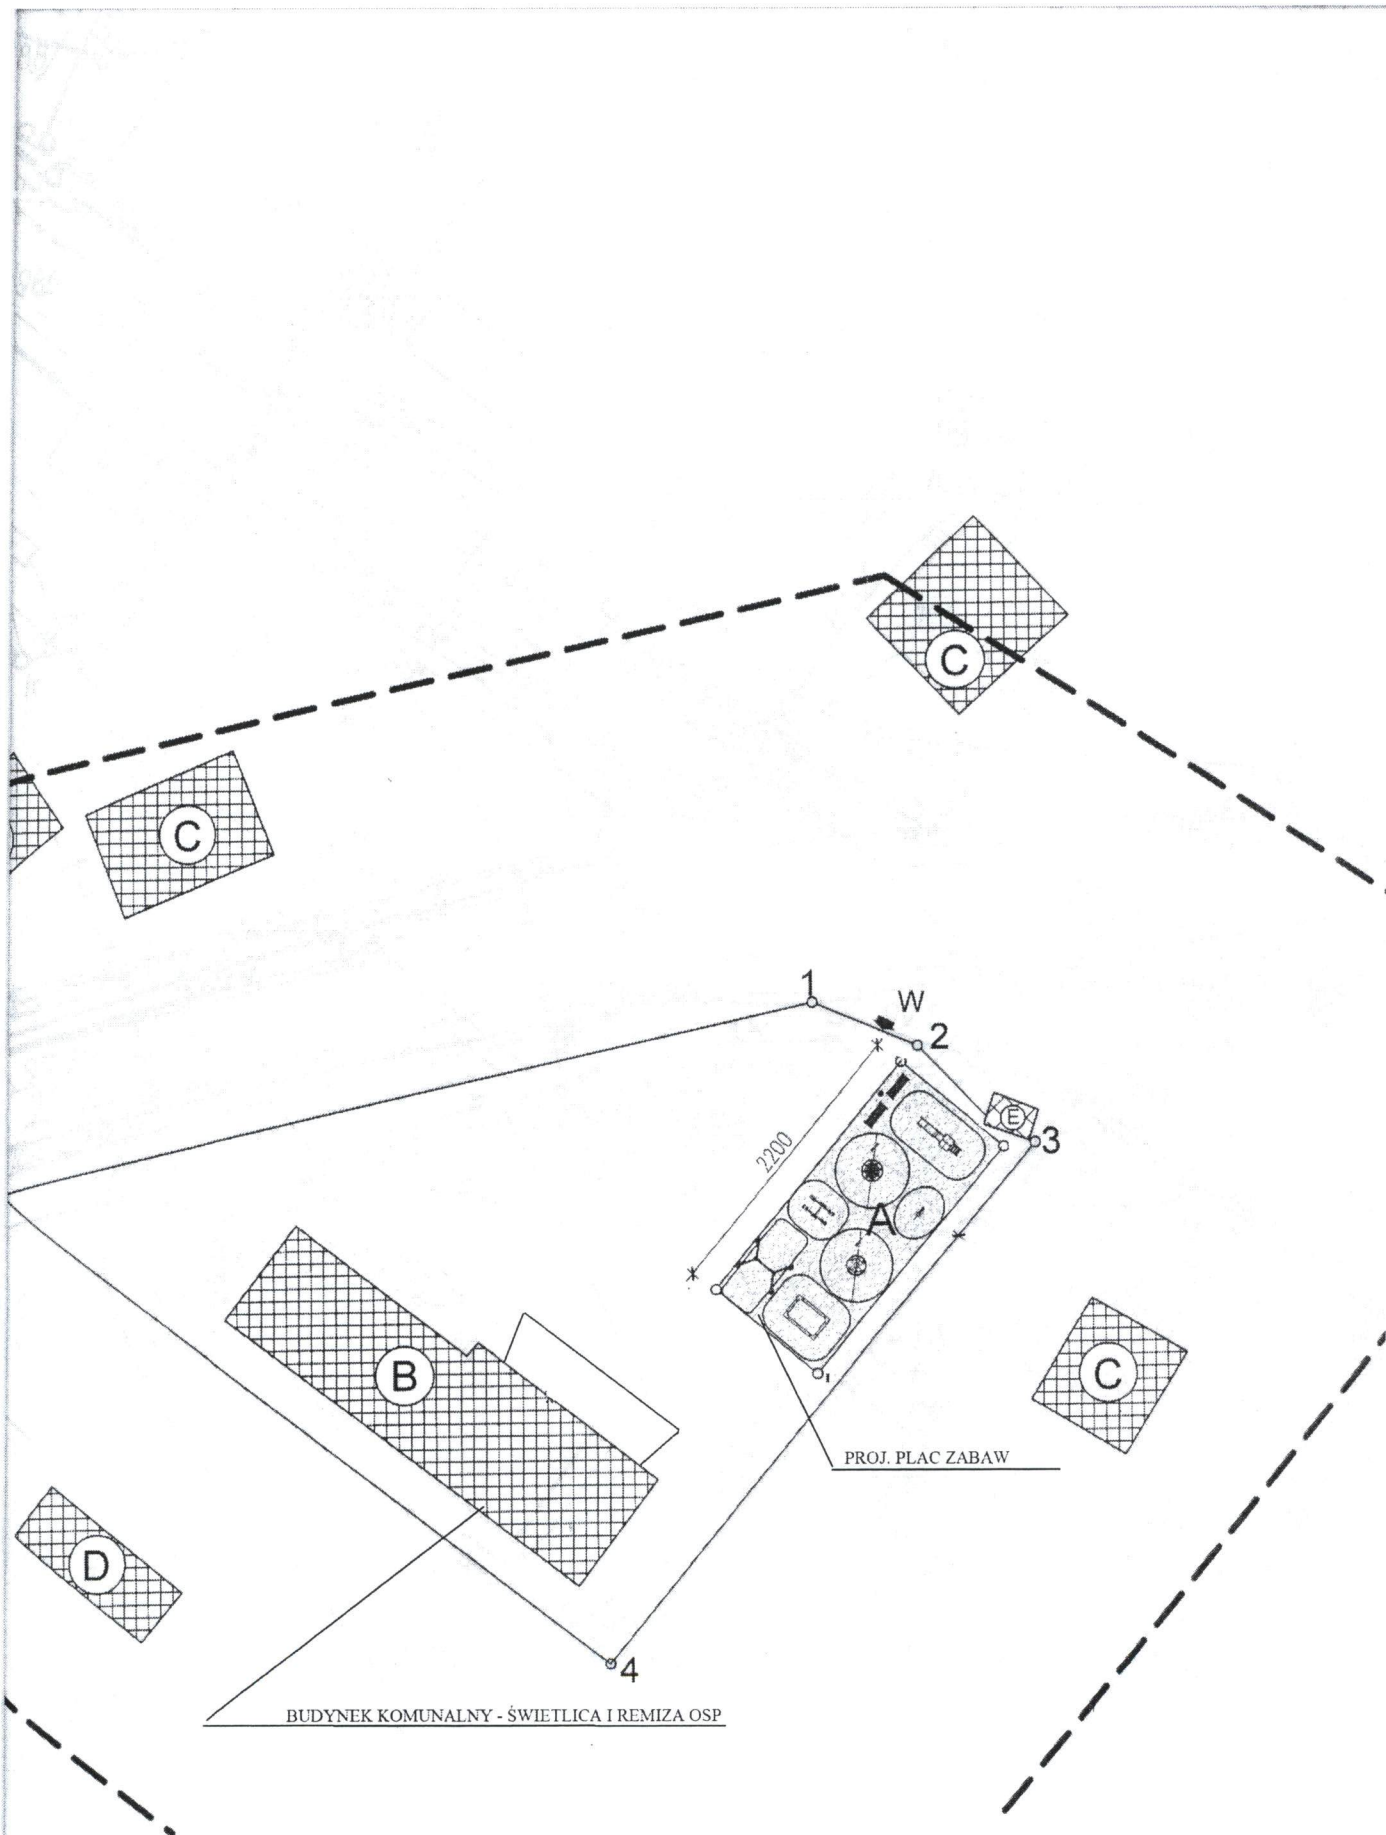 C
C
1
W
2
E
3
2200
A
B
C
PROJ. PLAC ZABAW
D
4
BUDYNEK KOMUNALNY - ŚWIETLICA I REMIZA OSP